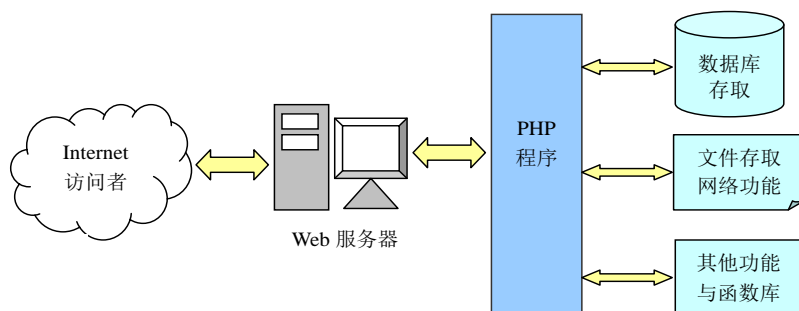 Internet
访问者
Web 服务器
PHP
程序
数据库
存取
文件存取
网络功能
其他功能
与函数库